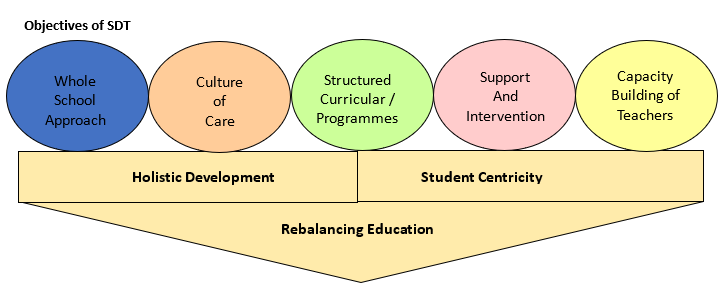 Objectives of SDT
Whole
School
Approach
Culture
of
Care
Structured
Curricular /
Programmes
Support
And
Intervention
Capacity
Building of
Teachers
Holistic Development
Student Centricity
Rebalancing Education